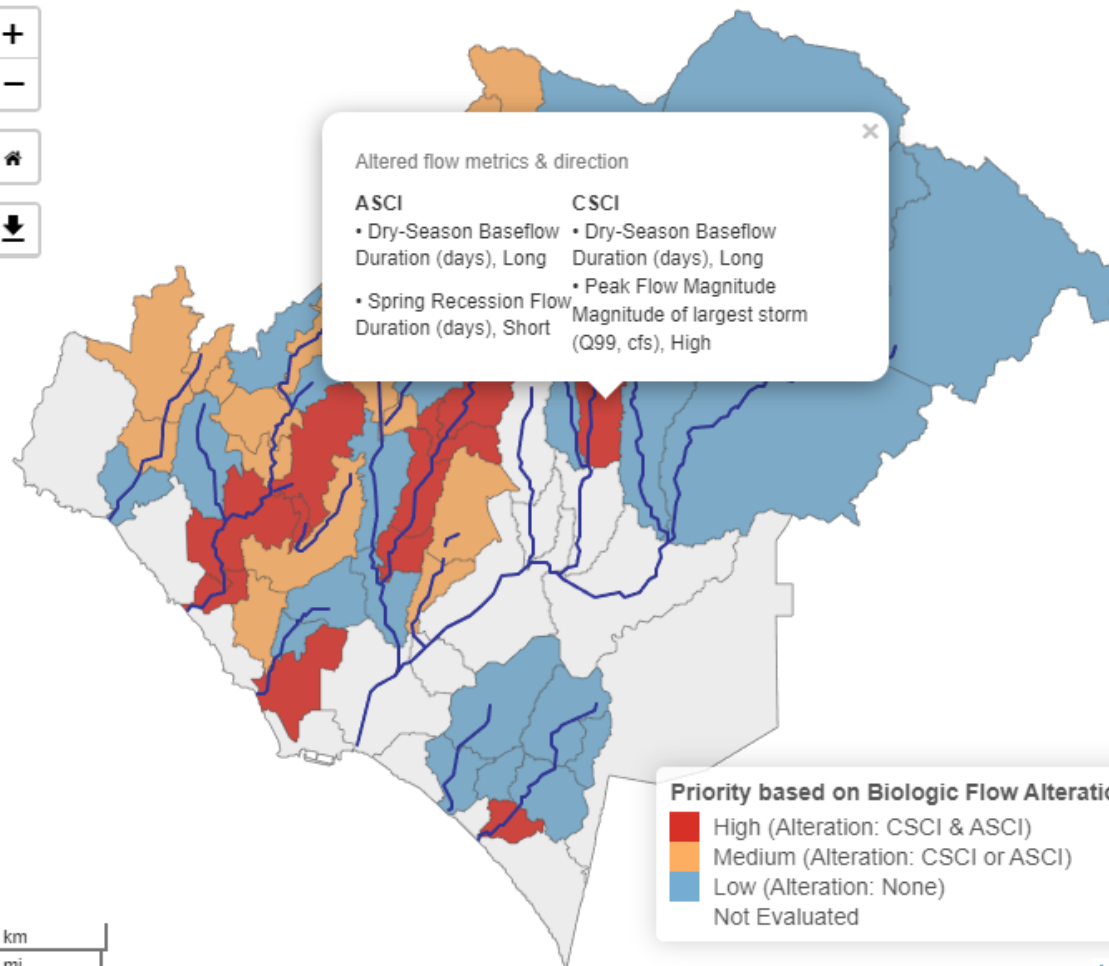 +
−
×
Altered flow metrics & direction
ASCI
• Dry-Season Baseflow
Duration (days), Long
• Spring Recession Flow
Duration (days), Short
CSCI
• Dry-Season Baseflow
Duration (days), Long
• Peak Flow Magnitude
Magnitude of largest storm
(Q99, cfs), High
Priority based on Biologic Flow Alteratio
High (Alteration: CSCI & ASCI)
Medium (Alteration: CSCI or ASCI)
Low (Alteration: None)
Not Evaluated
km
mi